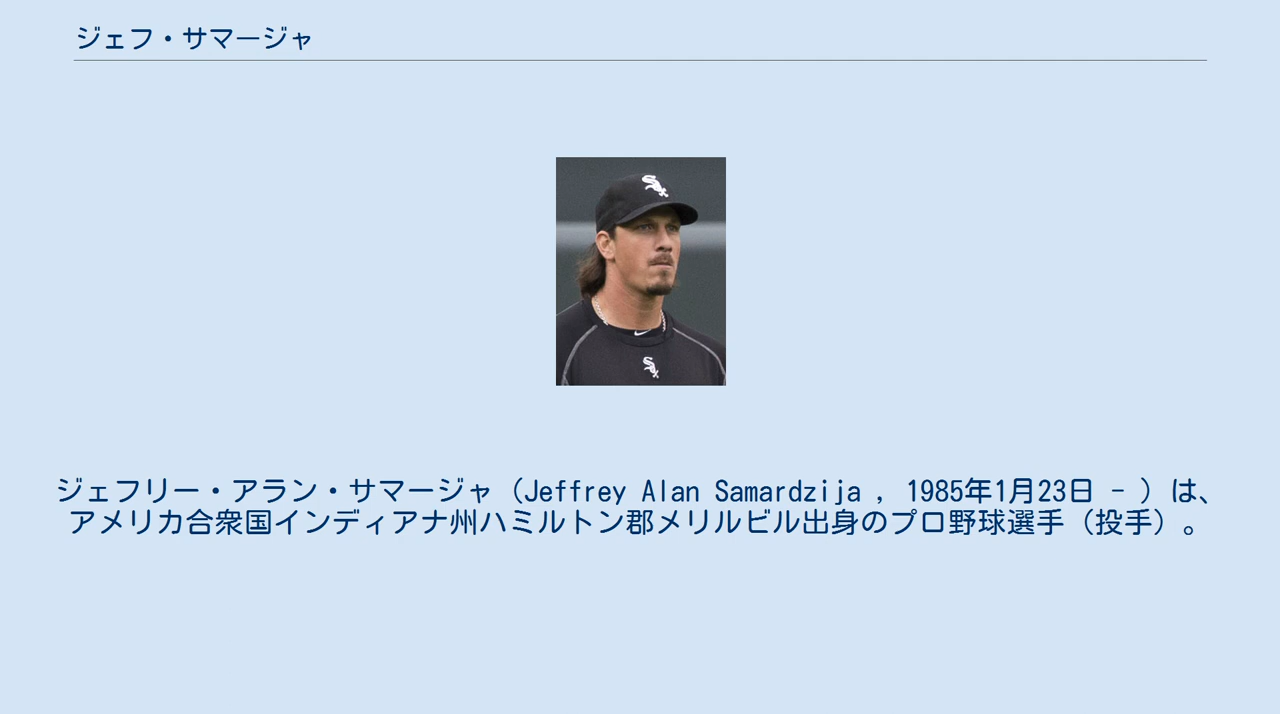 ジェフ・サマージャ
ジェフリー・アラン・サマージャ（Jeffrey Alan Samardzija , 1985年1月23日 - ）は、
アメリカ合衆国インディアナ州ハミルトン郡メリルビル出身のプロ野球選手（投手）。